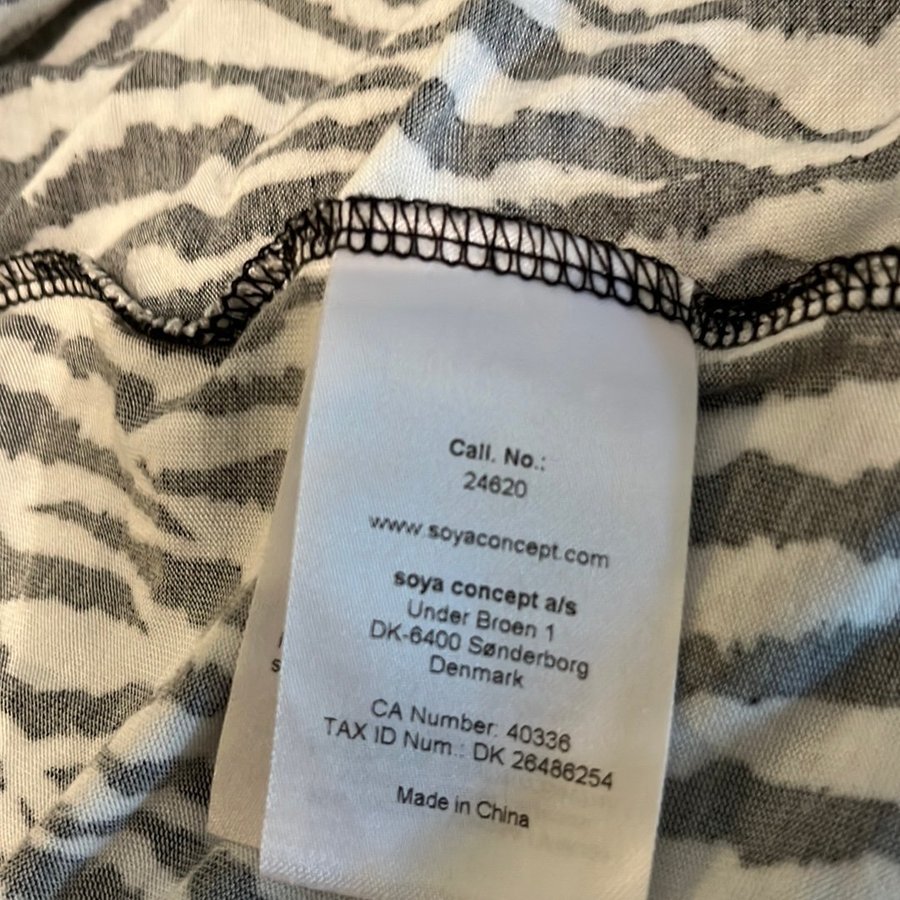 Call. No.:
24620
www.soyaconcept.com
soya concept a/s
Under Broen 1
DK-6400 Sønderborg
Denmark
CA Number: 40336
TAX ID Num.: DK 26486254
Made in China